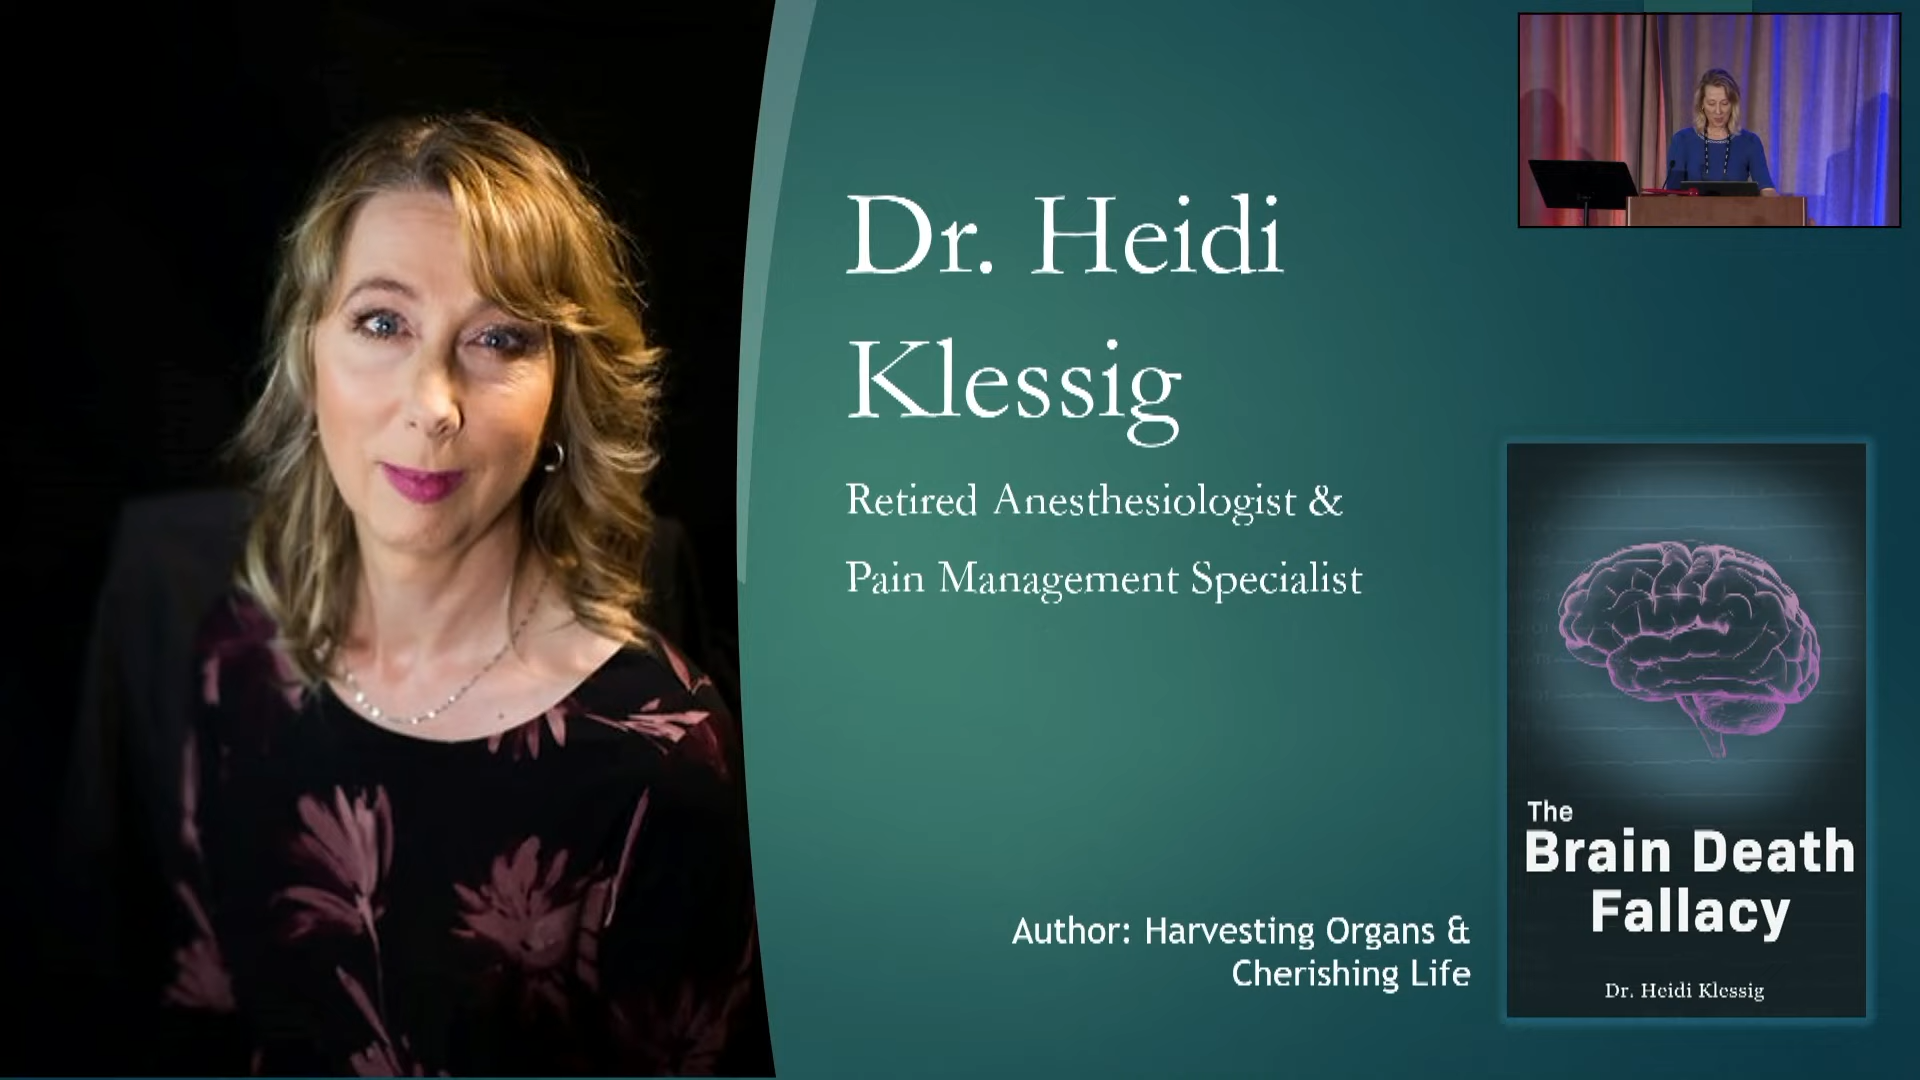 Dr. Heidi
Klessig
Retired Anesthesiologist &
Pain Management Specialist
Author: Harvesting Organs &
Cherishing Life
The
Brain Death
Fallacy
Dr. Heidi Klessig